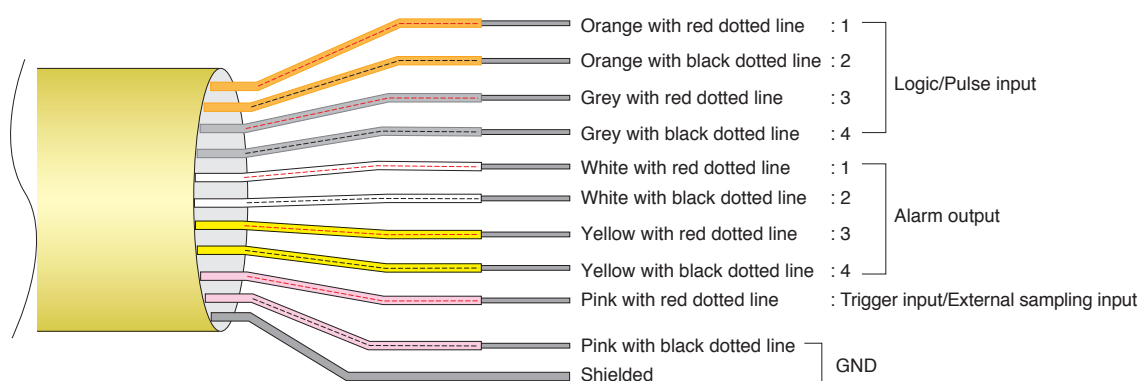 Orange with red dotted line : 1
Orange with black dotted line : 2
Logic/Pulse input
Grey with red dotted line : 3
Grey with black dotted line : 4
White with red dotted line : 1
White with black dotted line : 2
Alarm output
Yellow with red dotted line : 3
Yellow with black dotted line : 4
Pink with red dotted line : Trigger input/External sampling input
Pink with black dotted line
GND
Shielded